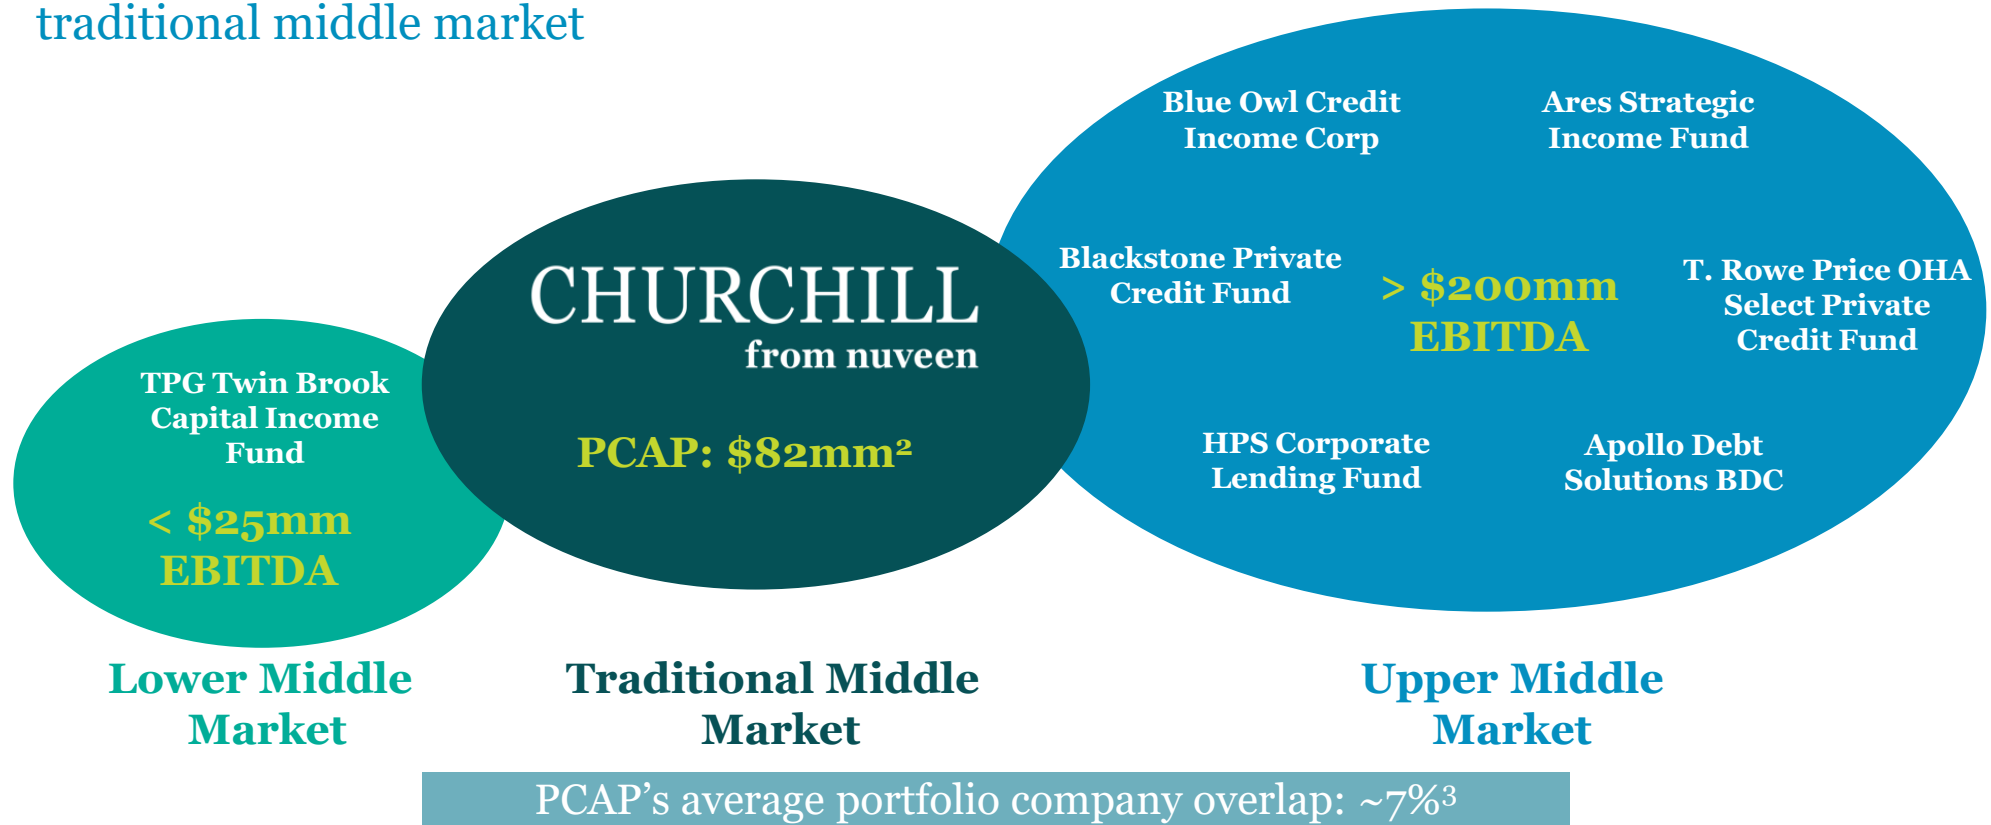 traditional middle market
TPG Twin Brook
Capital Income
Fund
< $25mm
EBITDA
Lower Middle
Market
CHURCHILL
from nuveen
PCAP: $82mm²
Traditional Middle
Market
Blue Owl Credit
Income Corp
Ares Strategic
Income Fund
Blackstone Private
Credit Fund
> $200mm
EBITDA
T. Rowe Price OHA
Select Private
Credit Fund
HPS Corporate
Lending Fund
Apollo Debt
Solutions BDC
Upper Middle
Market
PCAP’s average portfolio company overlap: ~7%³